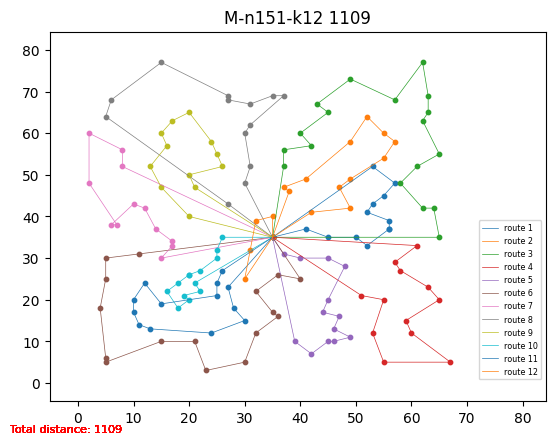 M-n151-k12 1109
80
70
60
50
40
30
20
10
0
0 10 20 30 40 50 60 70 80
route 1
route 2
route 3
route 4
route 5
route 6
route 7
route 8
route 9
route 10
route 11
route 12
Total distance: 1109